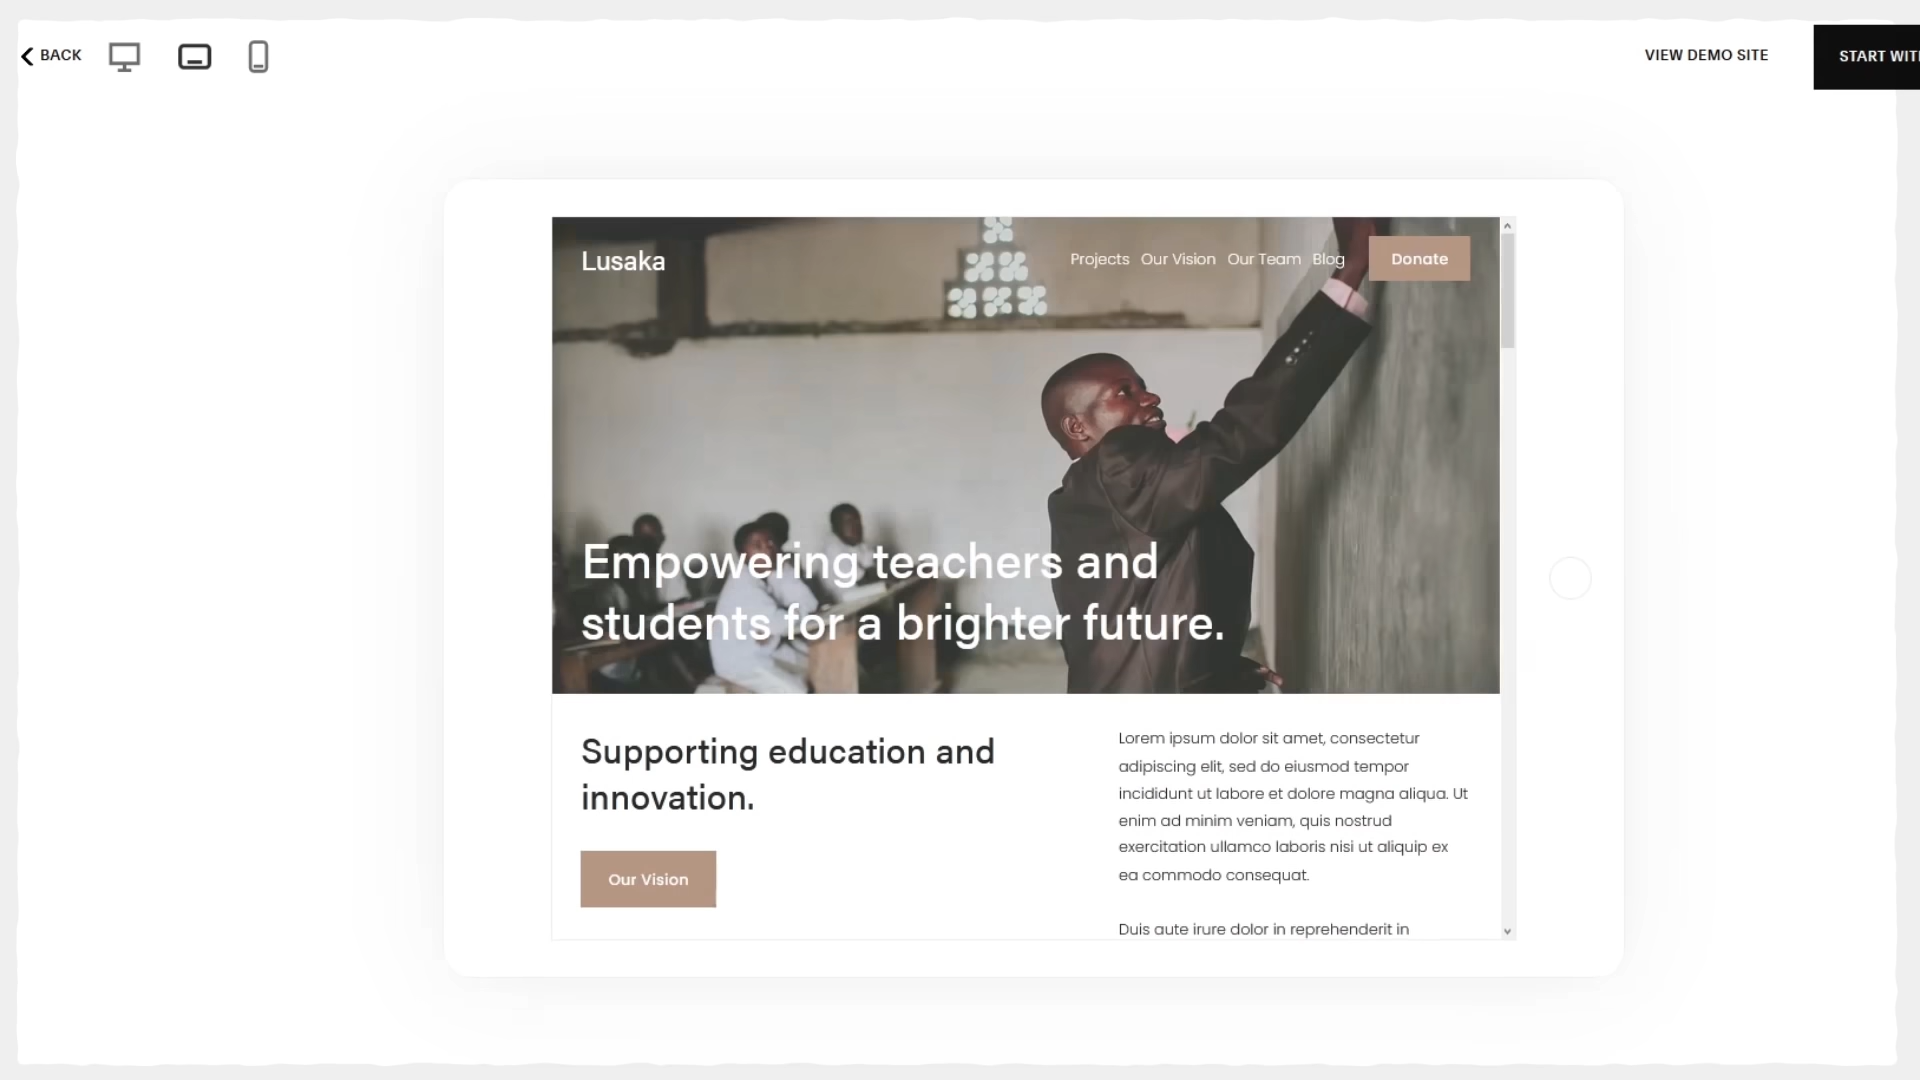 BACK
VIEW DEMO SITE
START WITH
Lusaka
Projects Our Vision Our Team Blog Donate
Empowering teachers and
students for a brighter future.
Supporting education and
innovation.
Our Vision
Lorem ipsum dolor sit amet, consectetur
adipiscing elit, sed do eiusmod tempor
incididunt ut labore et dolore magna aliqua. Ut
enim ad minim veniam, quis nostrud
exercitation ullamco laboris nisi ut aliquip ex
ea commodo consequat.
Duis aute irure dolor in reprehenderit in